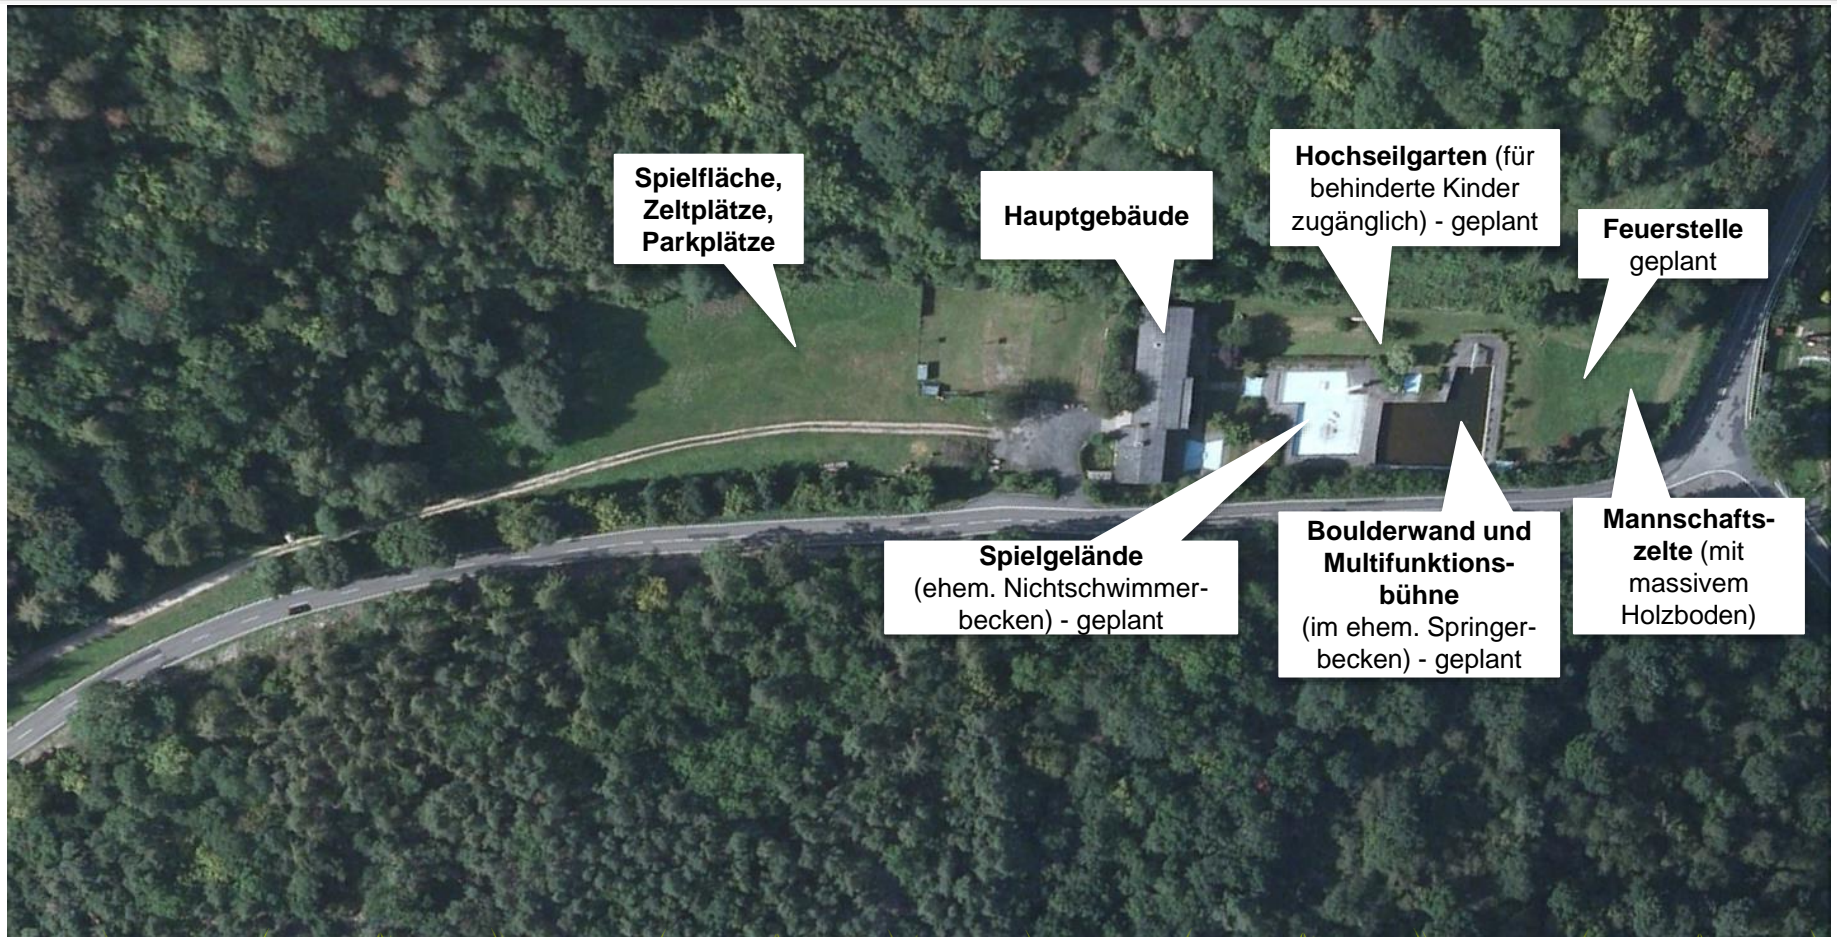 Spielfläche,
Zeltplätze,
Parkplätze
Hauptgebäude
Hochseilgarten (für
behinderte Kinder
zugänglich) - geplant
Feuerstelle
geplant
Spielgelände
(ehem. Nichtschwimmer-
becken) - geplant
Boulderwand und
Multifunktions-
bühne
(im ehem. Springer-
becken) - geplant
Mannschafts-
zelte (mit
massivem
Holzboden)